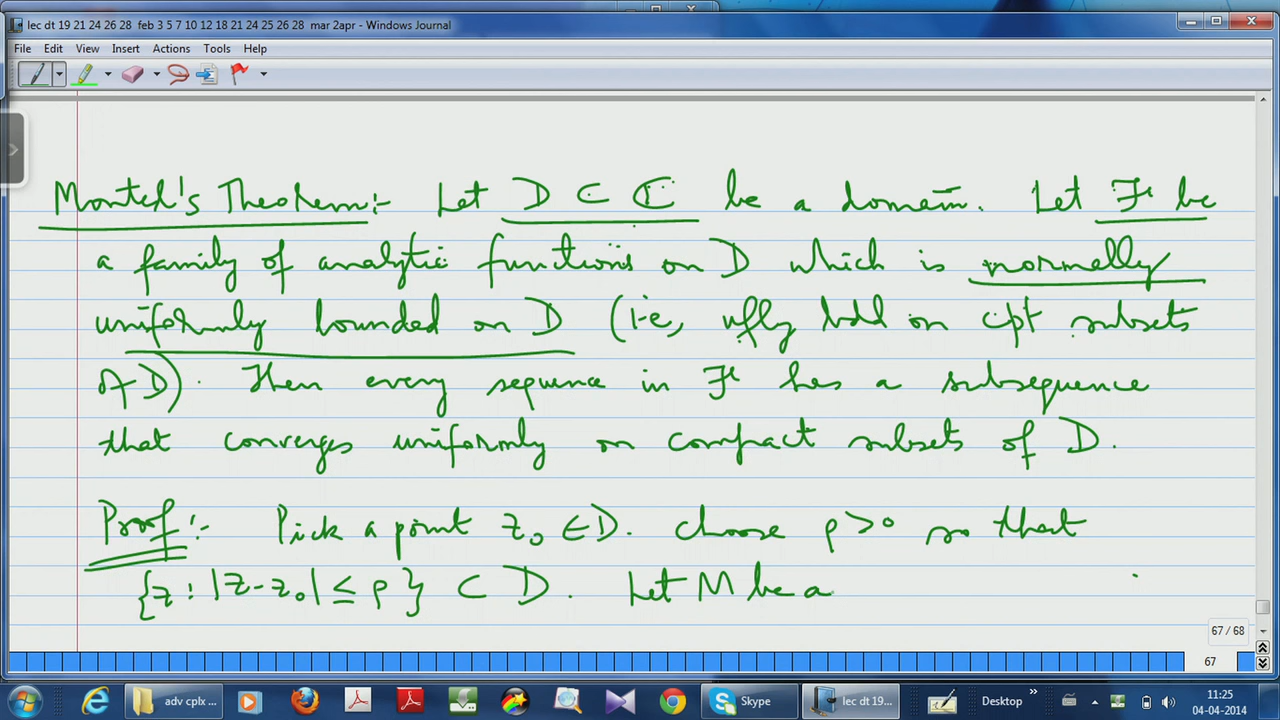 lec dt 19 21 24 26 28 feb 3 5 7 10 12 18 21 24 25 26 28 mar 2apr - Windows Journal
File Edit View Insert Actions Tools Help
Montel's Theorem:- Let D ⊂ ℂ be a domain. Let ℱ be
a family of analytic functions on D which is normally
uniformly bounded on D (i.e, ufly bdd on cpt subsets
of D). Then every sequence in ℱ has a subsequence
that converges uniformly on compact subsets of D.
Proof:- Pick a point z₀ ∈ D. Choose ρ>0 so that
{z : |z-z₀| ≤ ρ} ⊂ D. Let M be a
67 / 68
67
adv cplx ... Skype lec dt 19... Desktop » 11:25
04-04-2014